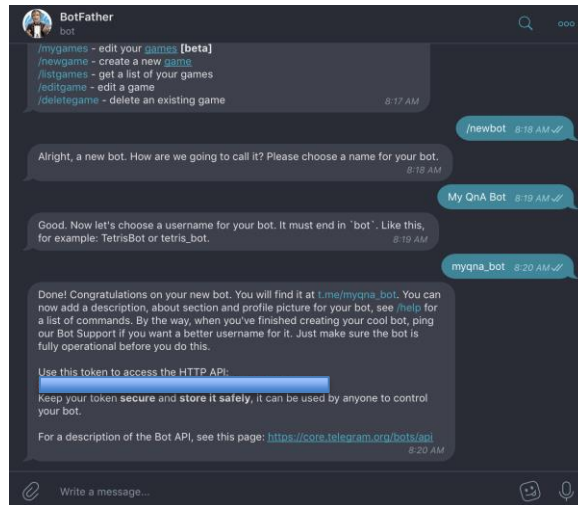 BotFather
bot
/mygames - edit your games [beta]
/newgame - create a new game
/listgames - get a list of your games
/editgame - edit a game
/deletegame - delete an existing game
8:17 AM
/newbot 8:18 AM
Alright, a new bot. How are we going to call it? Please choose a name for your bot.
8:18 AM
My QnA Bot 8:19 AM
Good. Now let's choose a username for your bot. It must end in `bot`. Like this,
for example: TetrisBot or tetris_bot.
8:19 AM
myqna_bot 8:20 AM
Done! Congratulations on your new bot. You will find it at t.me/myqna_bot. You can
now add a description, about section and profile picture for your bot, see /help for
a list of commands. By the way, when you've finished creating your cool bot, ping
our Bot Support if you want a better username for it. Just make sure the bot is
fully operational before you do this.
Use this token to access the HTTP API:
Keep your token secure and store it safely, it can be used by anyone to control
your bot.
For a description of the Bot API, see this page: https://core.telegram.org/bots/api
8:20 AM
Write a message...